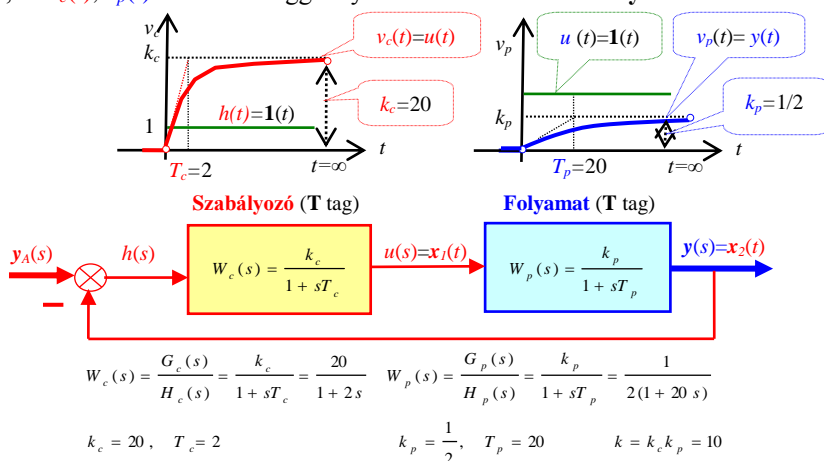 v_c
k_c
1
T_c=2
h(t)=1(t)
t=∞
t
v_c(t)=u(t)
k_c=20
v_p
k_p
T_p=20
u (t)=1(t)
t=∞
t
v_p(t)= y(t)
k_p=1/2
Szabályozó (T tag) Folyamat (T tag)
y_A(s) h(s) W_c(s) = k_c / (1 + sT_c) u(s)=x_1(t) W_p(s) = k_p / (1 + sT_p) y(s)=x_2(t)
W_c(s) = G_c(s) / H_c(s) = k_c / (1 + sT_c) = 20 / (1 + 2s) W_p(s) = G_p(s) / H_p(s) = k_p / (1 + sT_p) = 1 / (2(1 + 20 s))
k_c = 20 , T_c = 2 k_p = 1/2, T_p = 20 k = k_c k_p = 10